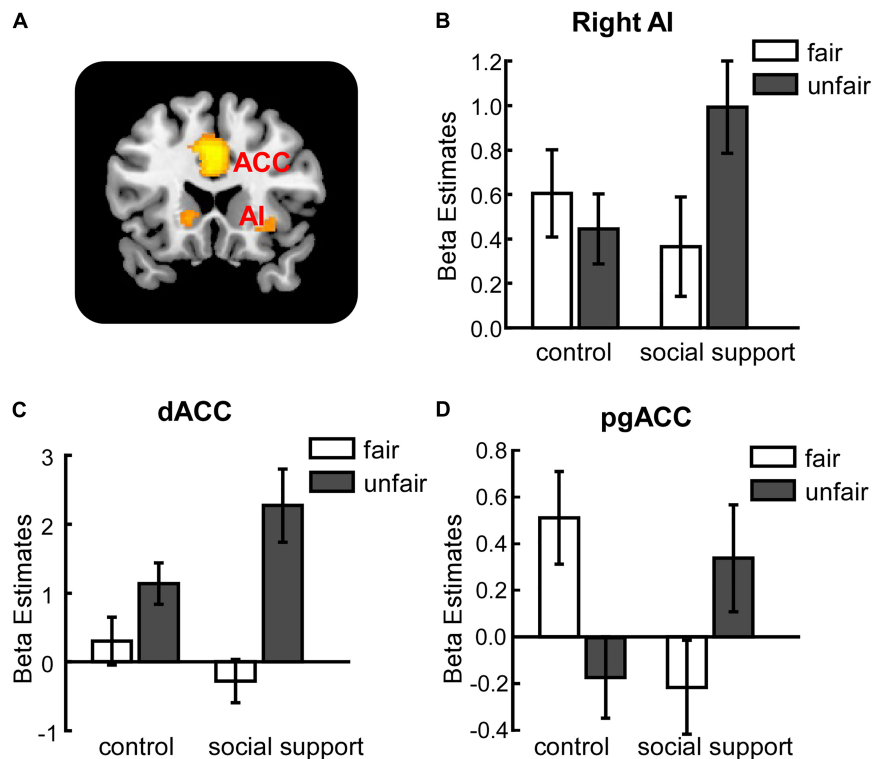 A
ACC
AI
B
Right AI
fair
unfair
Beta Estimates
1.2
1.0
0.8
0.6
0.4
0.2
0.0
control
social support
C
dACC
fair
unfair
Beta Estimates
3
2
1
0
-1
control
social support
D
pgACC
fair
unfair
Beta Estimates
0.8
0.6
0.4
0.2
0.0
-0.2
-0.4
control
social support